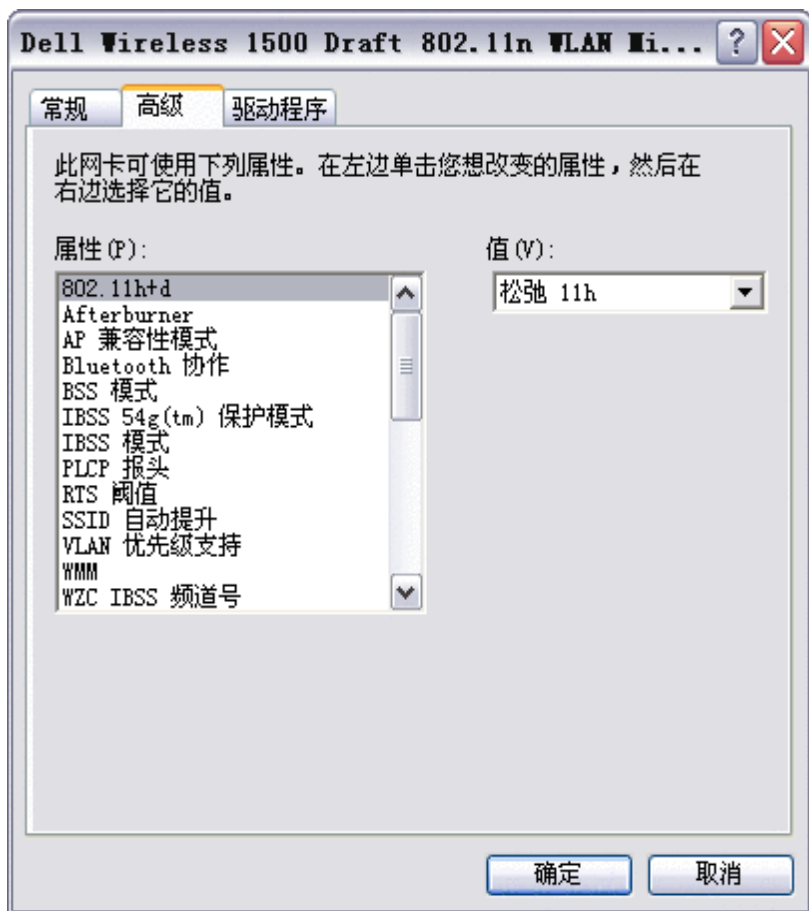 Dell Wireless 1500 Draft 802.11n WLAN Mi...
常规 高级 驱动程序
此网卡可使用下列属性。在左边单击您想改变的属性，然后在
右边选择它的值。
属性(P):
802.11h+d
Afterburner
AP 兼容性模式
Bluetooth 协作
BSS 模式
IBSS 54g(tm) 保护模式
IBSS 模式
PLCP 报头
RTS 阈值
SSID 自动提升
VLAN 优先级支持
WMM
WZC IBSS 频道号
值(V):
松弛 11h
确定 取消